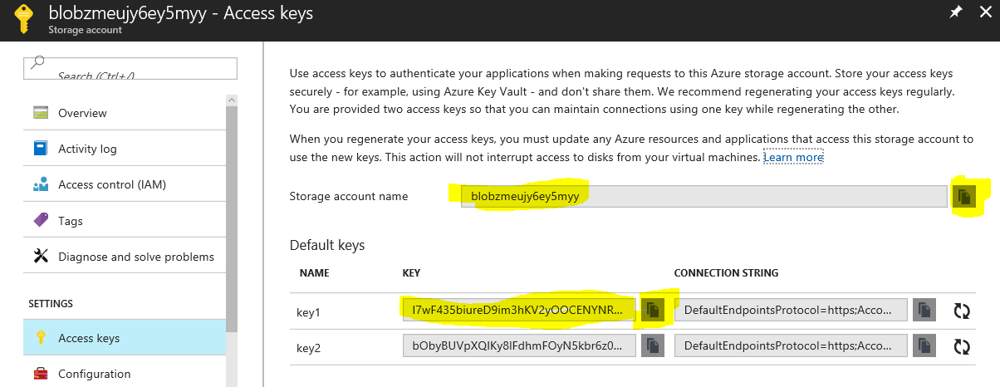 blobzmeujy6ey5myy - Access keys
Storage account
Search (Ctrl+/)
Overview
Activity log
Access control (IAM)
Tags
Diagnose and solve problems
SETTINGS
Access keys
Configuration
Use access keys to authenticate your applications when making requests to this Azure storage account. Store your access keys
securely - for example, using Azure Key Vault - and don't share them. We recommend regenerating your access keys regularly.
You are provided two access keys so that you can maintain connections using one key while regenerating the other.
When you regenerate your access keys, you must update any Azure resources and applications that access this storage account to
use the new keys. This action will not interrupt access to disks from your virtual machines. Learn more
Storage account name blobzmeujy6ey5myy
Default keys
NAME KEY CONNECTION STRING
key1 DefaultEndpointsProtocol=https;Acco...
key2 DefaultEndpointsProtocol=https;Acco...